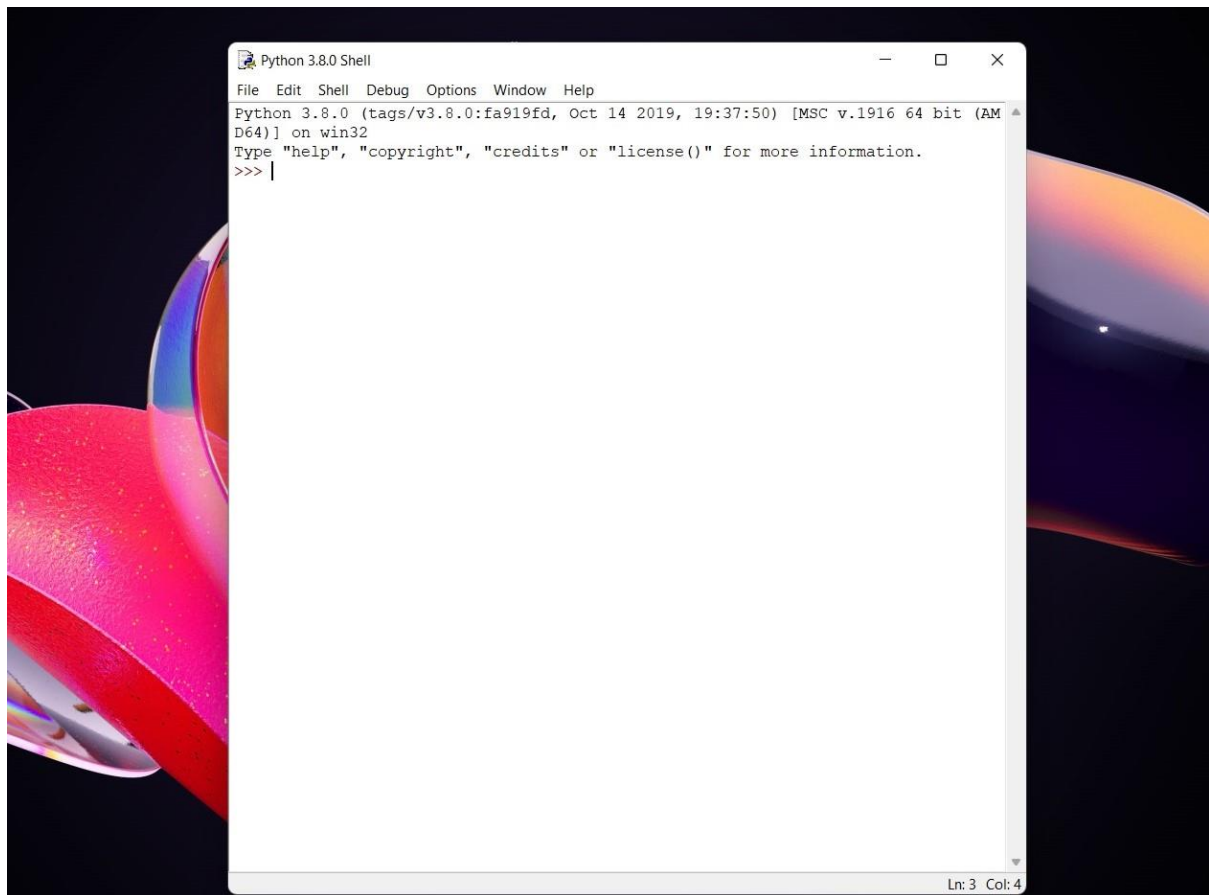 Python 3.8.0 Shell
File Edit Shell Debug Options Window Help
Python 3.8.0 (tags/v3.8.0:fa919fd, Oct 14 2019, 19:37:50) [MSC v.1916 64 bit (AM
D64)] on win32
Type "help", "copyright", "credits" or "license()" for more information.
>>>
Ln: 3 Col: 4